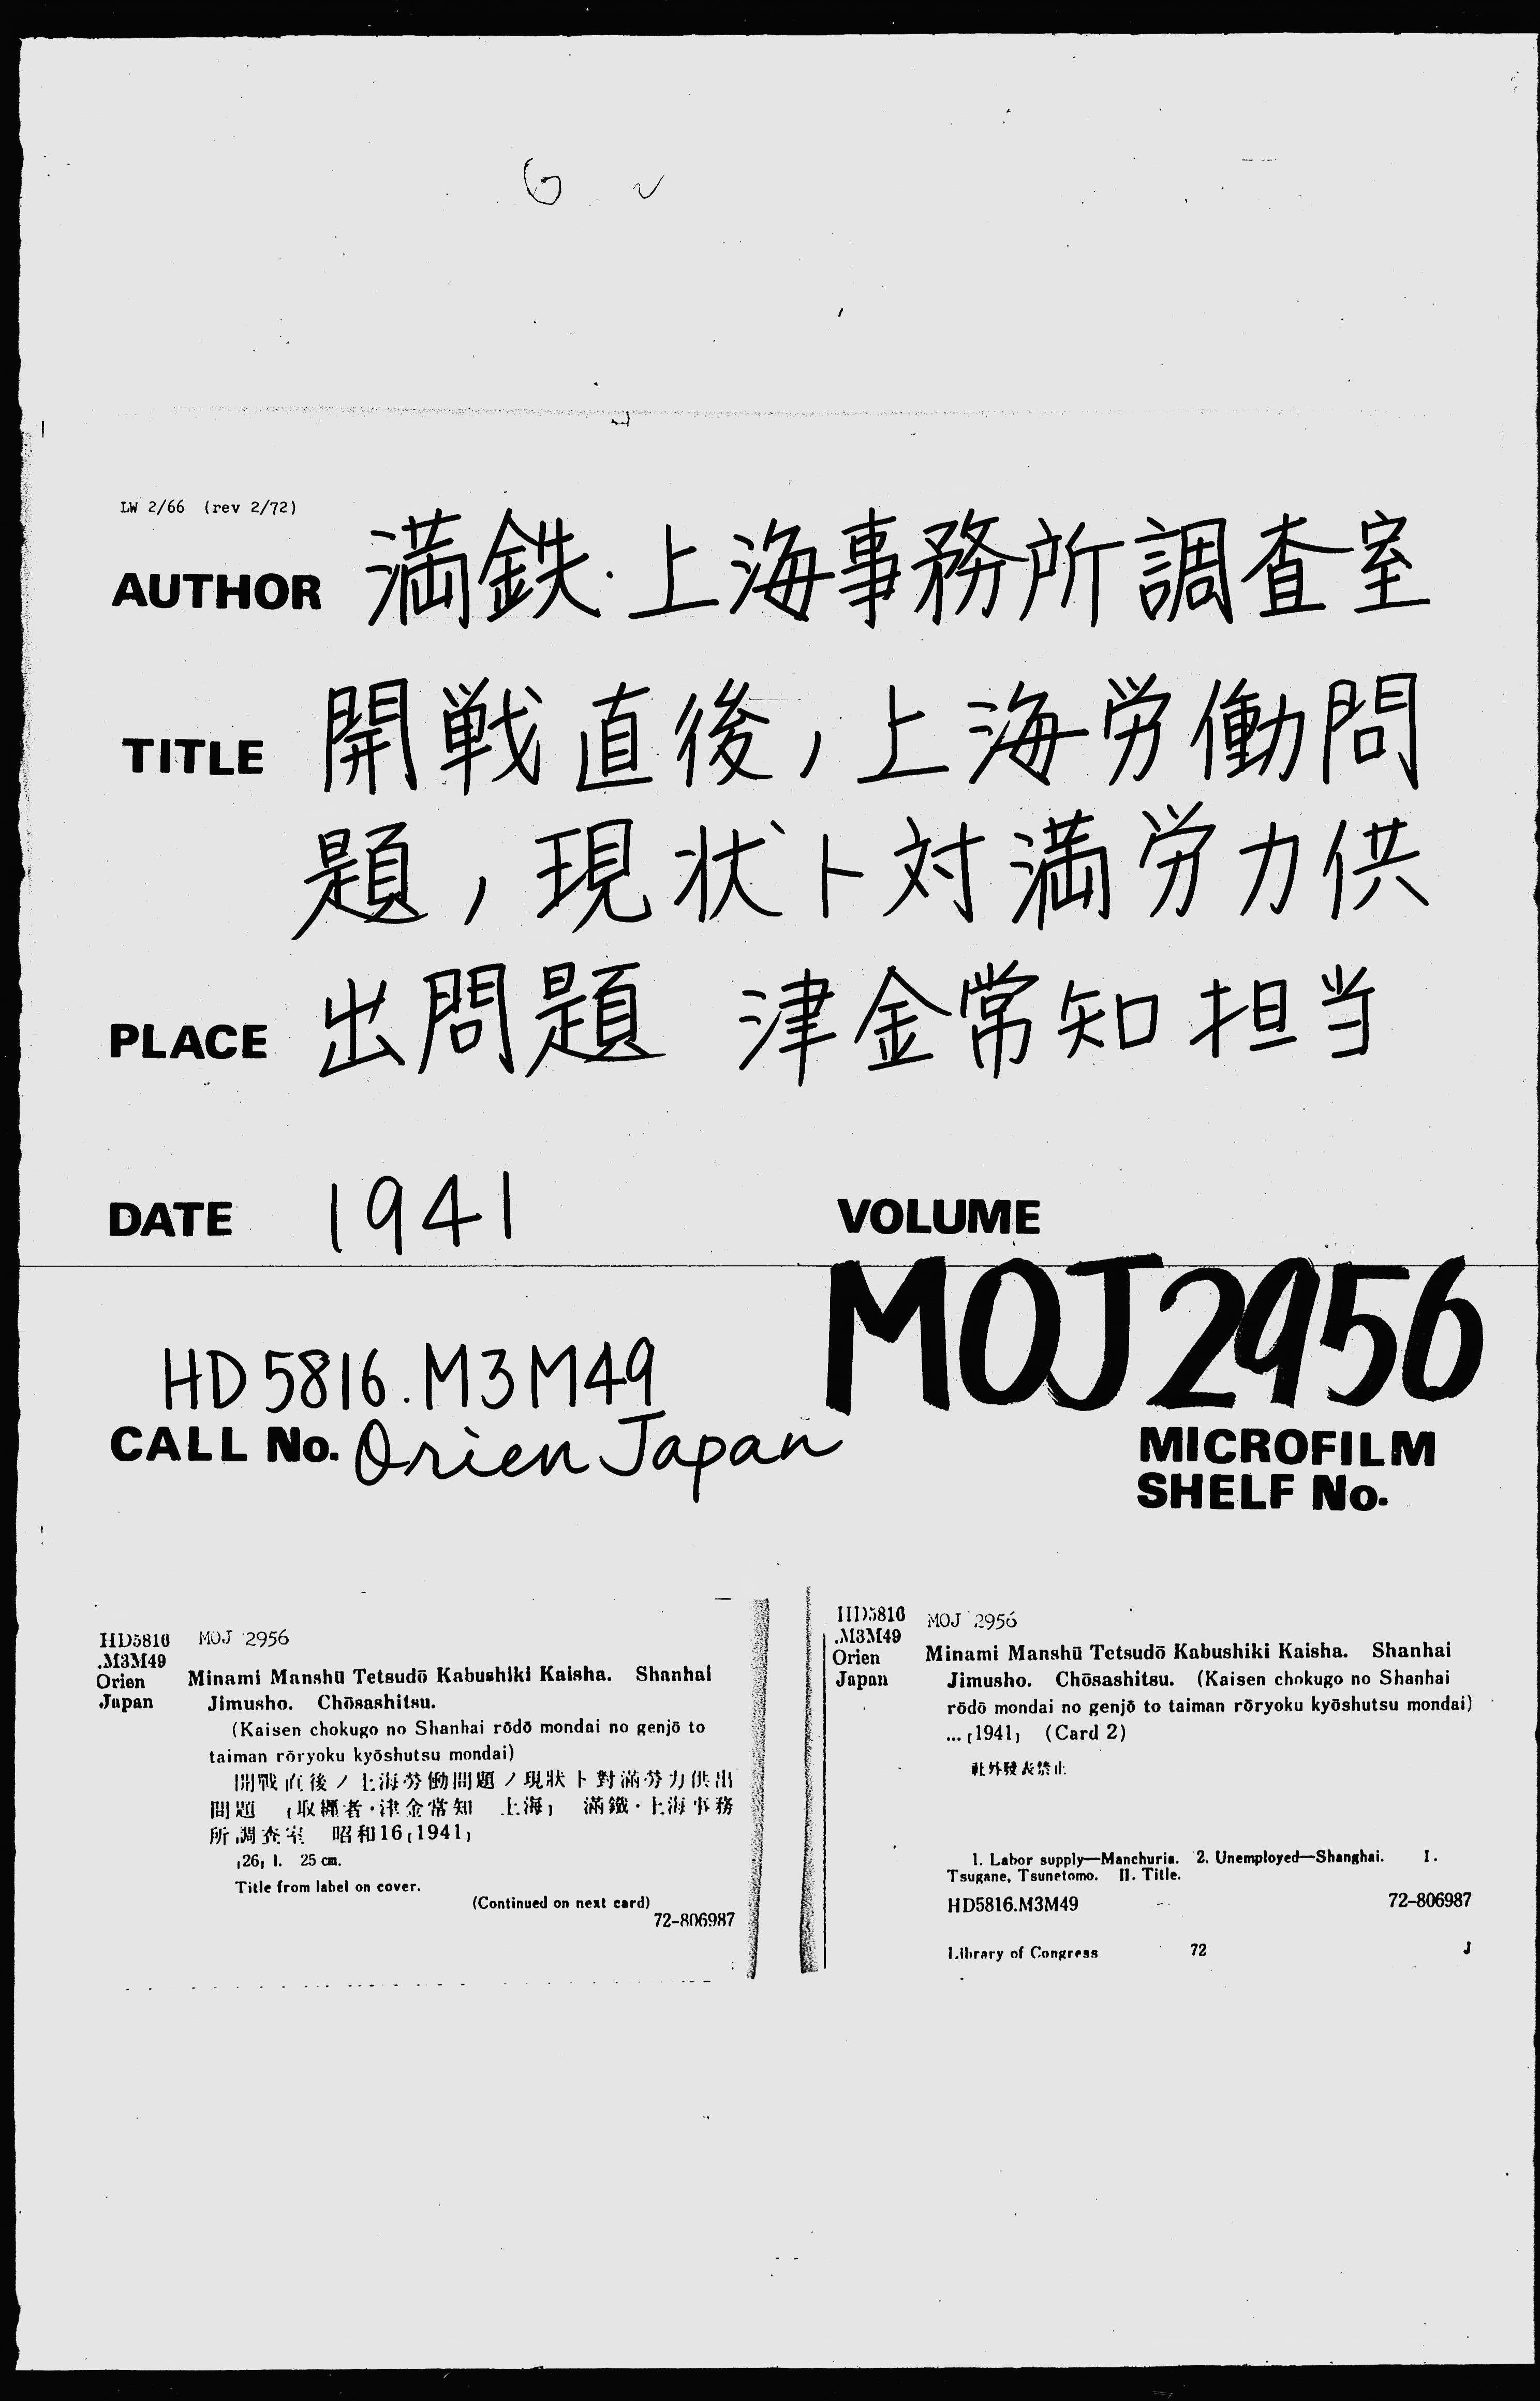 LW 2/66 (rev 2/72)
AUTHOR 満鉄・上海事務所調査室
TITLE 開戦直後ノ上海労働問
題ノ現状ト対満労力供
PLACE 出問題 津金常知担当
DATE 1941
VOLUME
MOJ2956
HD5816.M3M49
CALL No. Orien Japan
MICROFILM
SHELF No.
HD5816 MOJ 2956
.M3M49
Orien Minami Manshū Tetsudō Kabushiki Kaisha. Shanhai
Japan Jimusho. Chōsashitsu.
(Kaisen chokugo no Shanhai rōdō mondai no genjō to
taiman rōryoku kyōshutsu mondai)
開戰直後ノ上海勞働問題ノ現狀ト對滿勞力供出
問題 [取纒者・津金常知 上海] 滿鐵・上海事務
所調査室 昭和16[1941]
[26] l. 25 cm.
Title from label on cover.
(Continued on next card)
72-806987
HD5816 MOJ 2956
.M3M49
Orien Minami Manshū Tetsudō Kabushiki Kaisha. Shanhai
Japan Jimusho. Chōsashitsu. (Kaisen chokugo no Shanhai
rōdō mondai no genjō to taiman rōryoku kyōshutsu mondai)
... [1941] (Card 2)
社外發表禁止
1. Labor supply—Manchuria. 2. Unemployed—Shanghai. I.
Tsugane, Tsunetomo. II. Title.
HD5816.M3M49 72-806987
Library of Congress 72 J